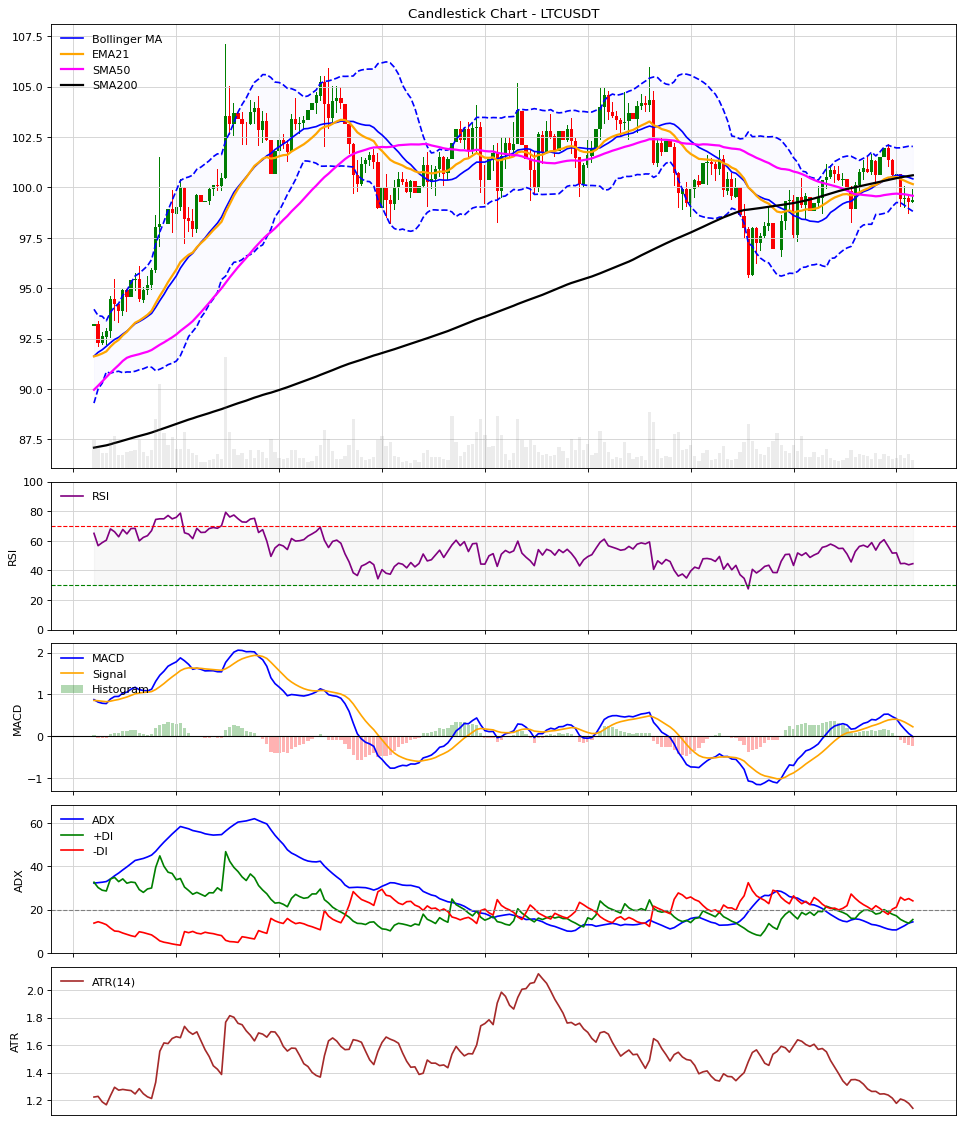 Candlestick Chart - LTCUSDT
107.5
105.0
102.5
100.0
97.5
95.0
92.5
90.0
87.5
Bollinger MA
EMA21
SMA50
SMA200
100
80
60
40
20
0
RSI
RSI
2
1
0
−1
MACD
MACD
Signal
Histogram
60
40
20
0
ADX
ADX
+DI
-DI
2.0
1.8
1.6
1.4
1.2
ATR
ATR(14)